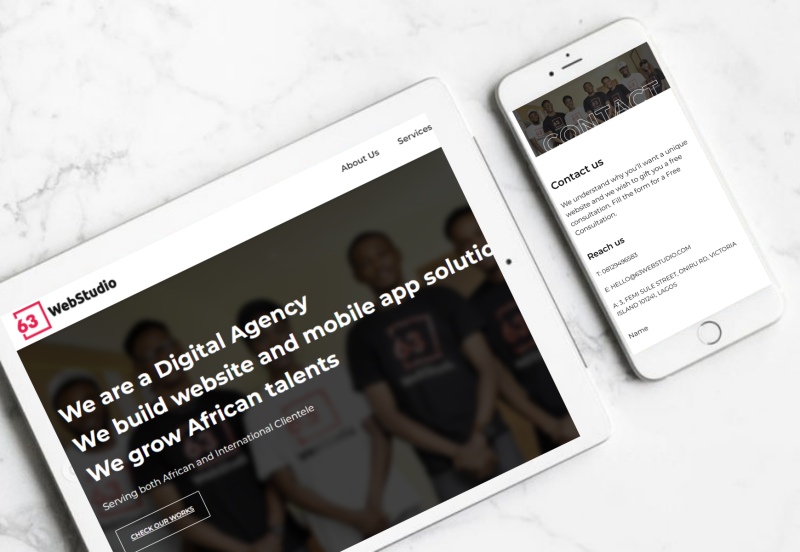 About Us
Services
63 WebStudio
We are a Digital Agency
We build website and mobile app solutio
We grow African talents
Serving both African and International Clientele
CHECK OUR WORKS
63
CONTACT
Contact us
We understand why you'll want a unique
website and we wish to gift you a free
consultation. Fill the form for a Free
Consultation.
Reach us
T: 08129496583
E: HELLO@63WEBSTUDIO.COM
A: 3, FEMI SULE STREET, ONIRU RD, VICTORIA
ISLAND 101241, LAGOS
Name